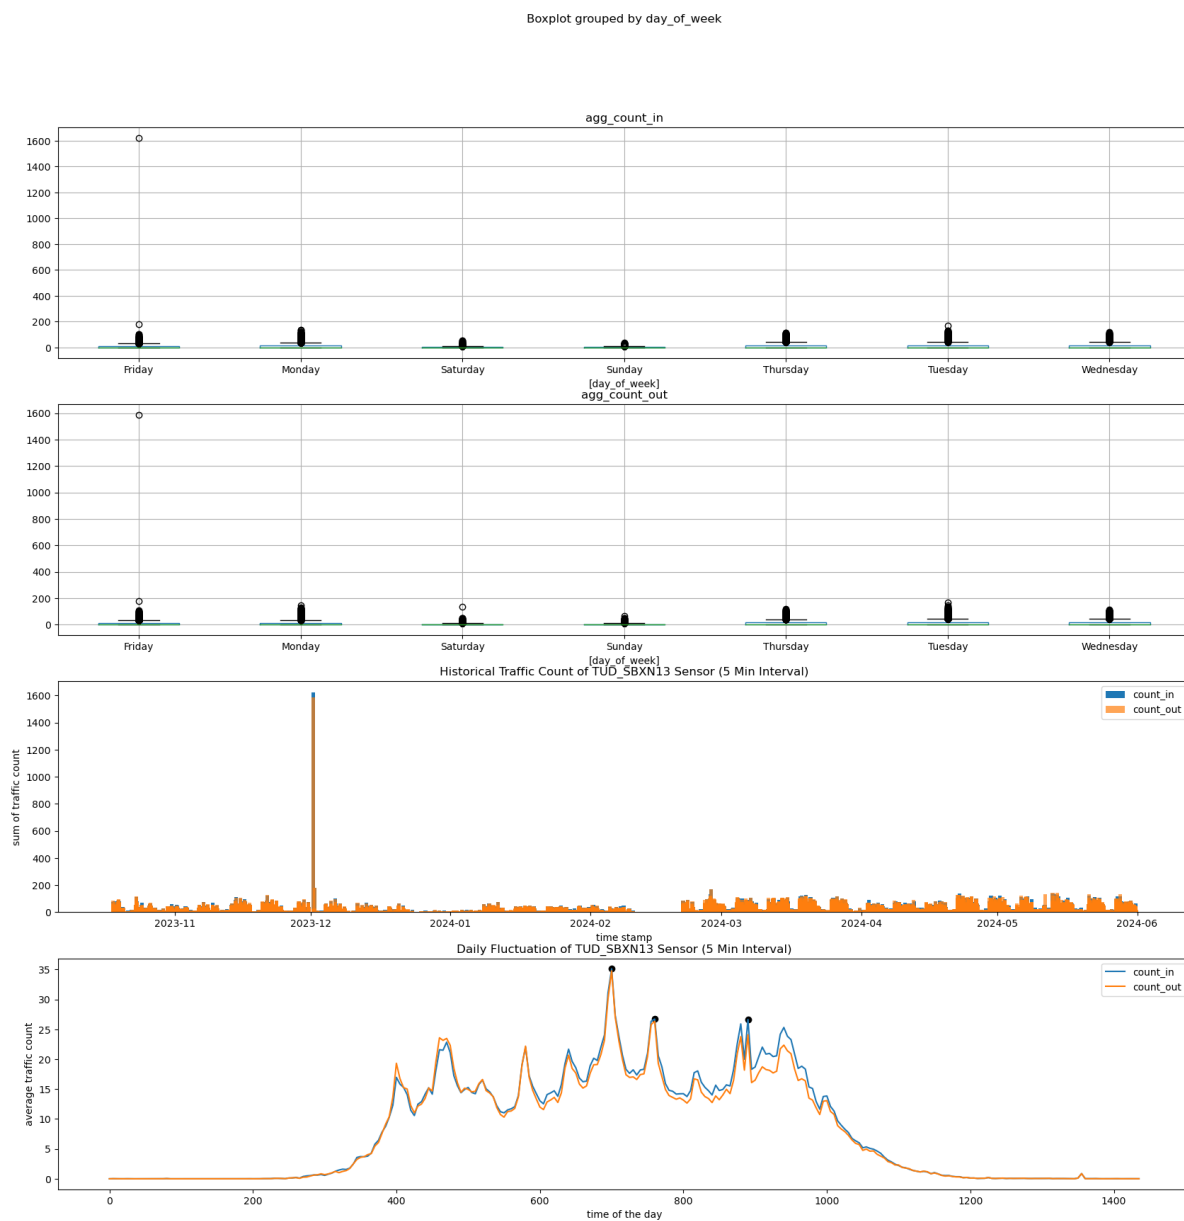 Boxplot grouped by day_of_week
agg_count_in
1600
1400
1200
1000
800
600
400
200
0
Friday Monday Saturday Sunday Thursday Tuesday Wednesday
[day_of_week]
agg_count_out
1600
1400
1200
1000
800
600
400
200
0
Friday Monday Saturday Sunday Thursday Tuesday Wednesday
[day_of_week]
Historical Traffic Count of TUD_SBXN13 Sensor (5 Min Interval)
sum of traffic count
1600
1400
1200
1000
800
600
400
200
0
count_in
count_out
2023-11 2023-12 2024-01 2024-02 2024-03 2024-04 2024-05 2024-06
time stamp
Daily Fluctuation of TUD_SBXN13 Sensor (5 Min Interval)
average traffic count
35
30
25
20
15
10
5
0
count_in
count_out
0 200 400 600 800 1000 1200 1400
time of the day